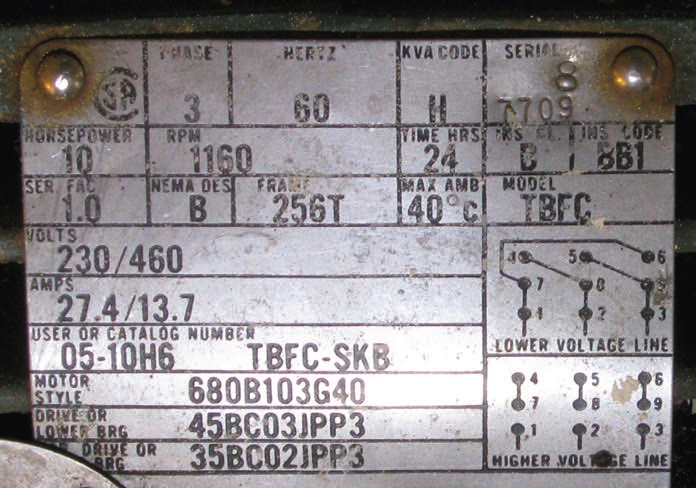 SA PHASE HERTZ KVA CODE SERIAL
8
3 60 H 7709
HORSEPOWER RPM TIME HRS INS CL. INS CODE
10 1160 24 B BB1
SER FAC NEMA DES FRAME MAX AMB MODEL
1.0 B 256T 40°C TBFC
VOLTS
230/460
4 5 6
AMPS
7 8 9
27.4/13.7
1 2 3
USER OR CATALOG NUMBER
LOWER VOLTAGE LINE
05-10H6 TBFC-SKB
MOTOR STYLE 680B103G40
4 5 6
7 8 9
DRIVE OR LOWER BRG 45BC03JPP3
1 2 3
DRIVE OR BRG 35BC02JPP3
HIGHER VOLTAGE LINE